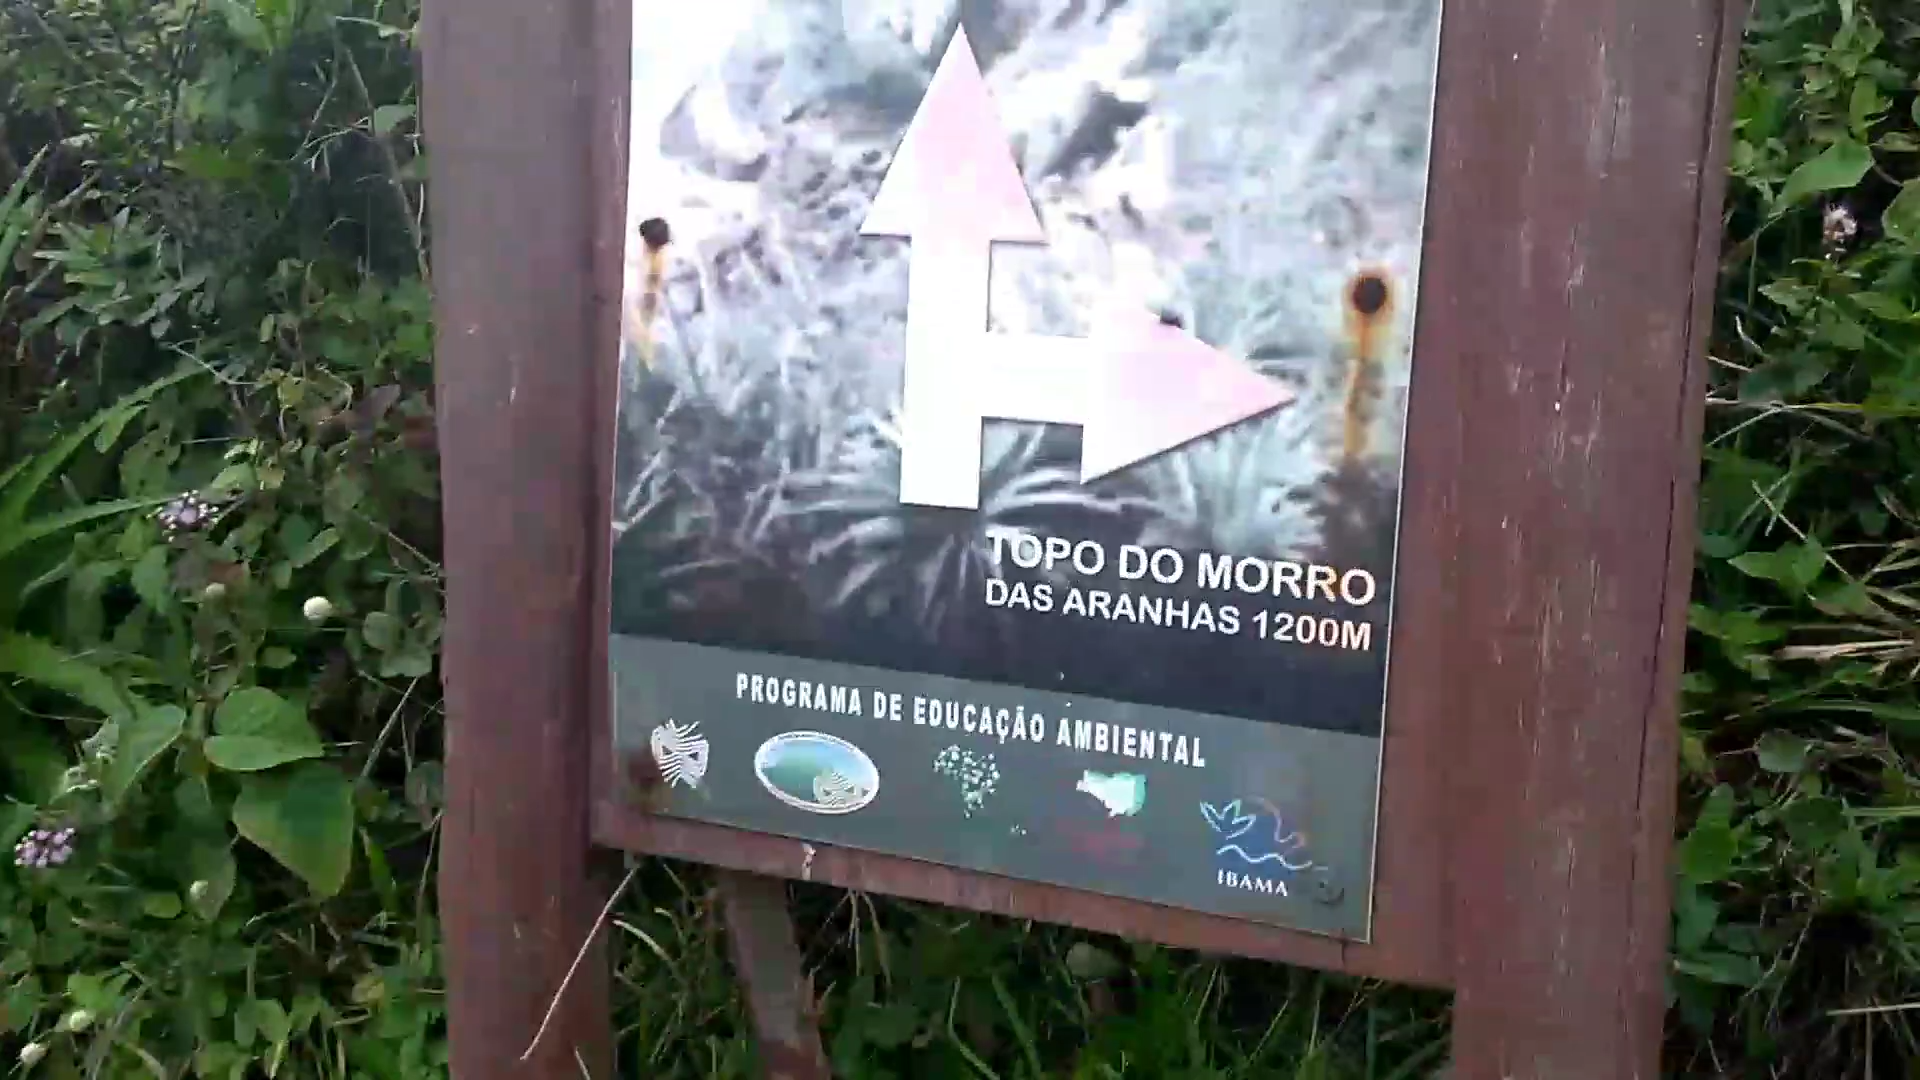 TOPO DO MORRO
DAS ARANHAS 1200M
PROGRAMA DE EDUCAÇÃO AMBIENTAL
IBAMA